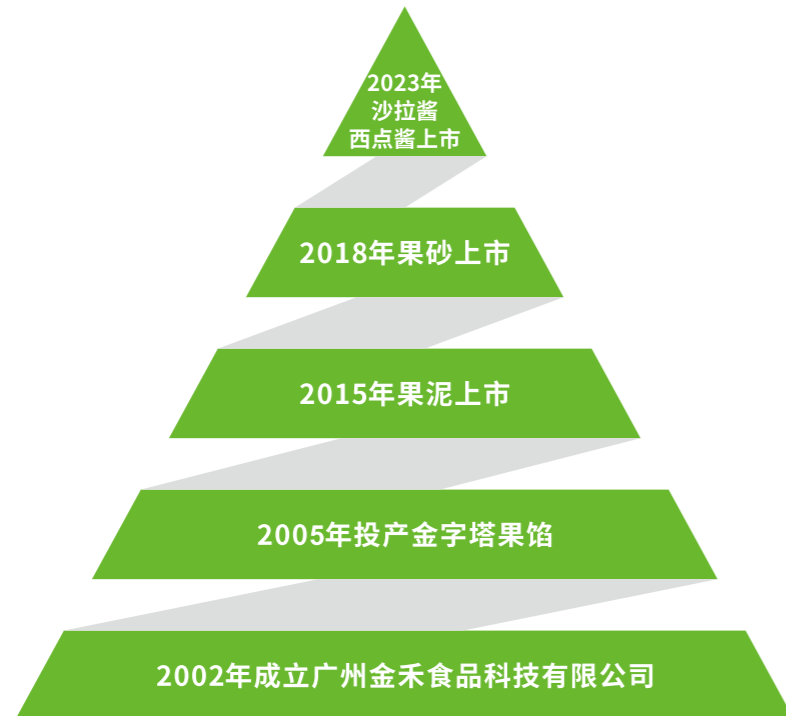 2023年
沙拉酱
西点酱上市
2018年果砂上市
2015年果泥上市
2005年投产金字塔果馅
2002年成立广州金禾食品科技有限公司